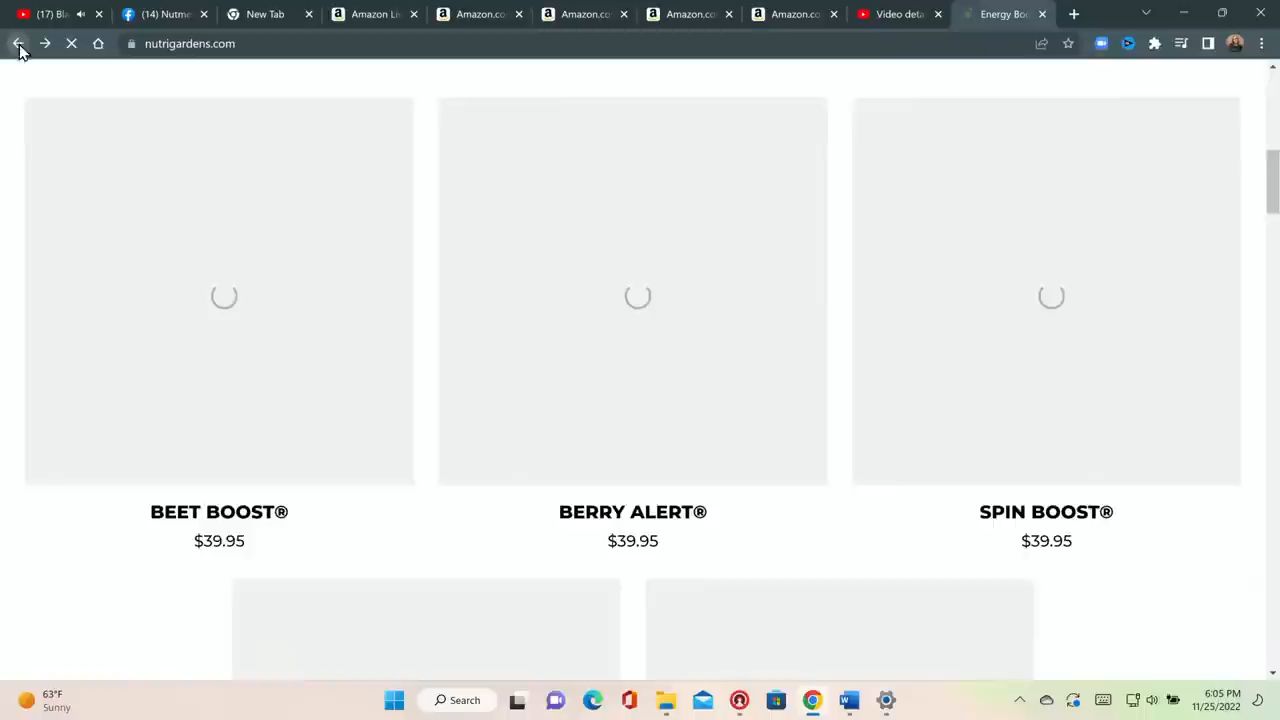 (17) Bla
(14) Nutme
New Tab
Amazon Li
Amazon.co
Amazon.co
Amazon.co
Amazon.co
Video deta
Energy Boo
nutrigardens.com
BEET BOOST®
BERRY ALERT®
SPIN BOOST®
$39.95
$39.95
$39.95
63°F
Sunny
Search
6:05 PM
11/25/2022